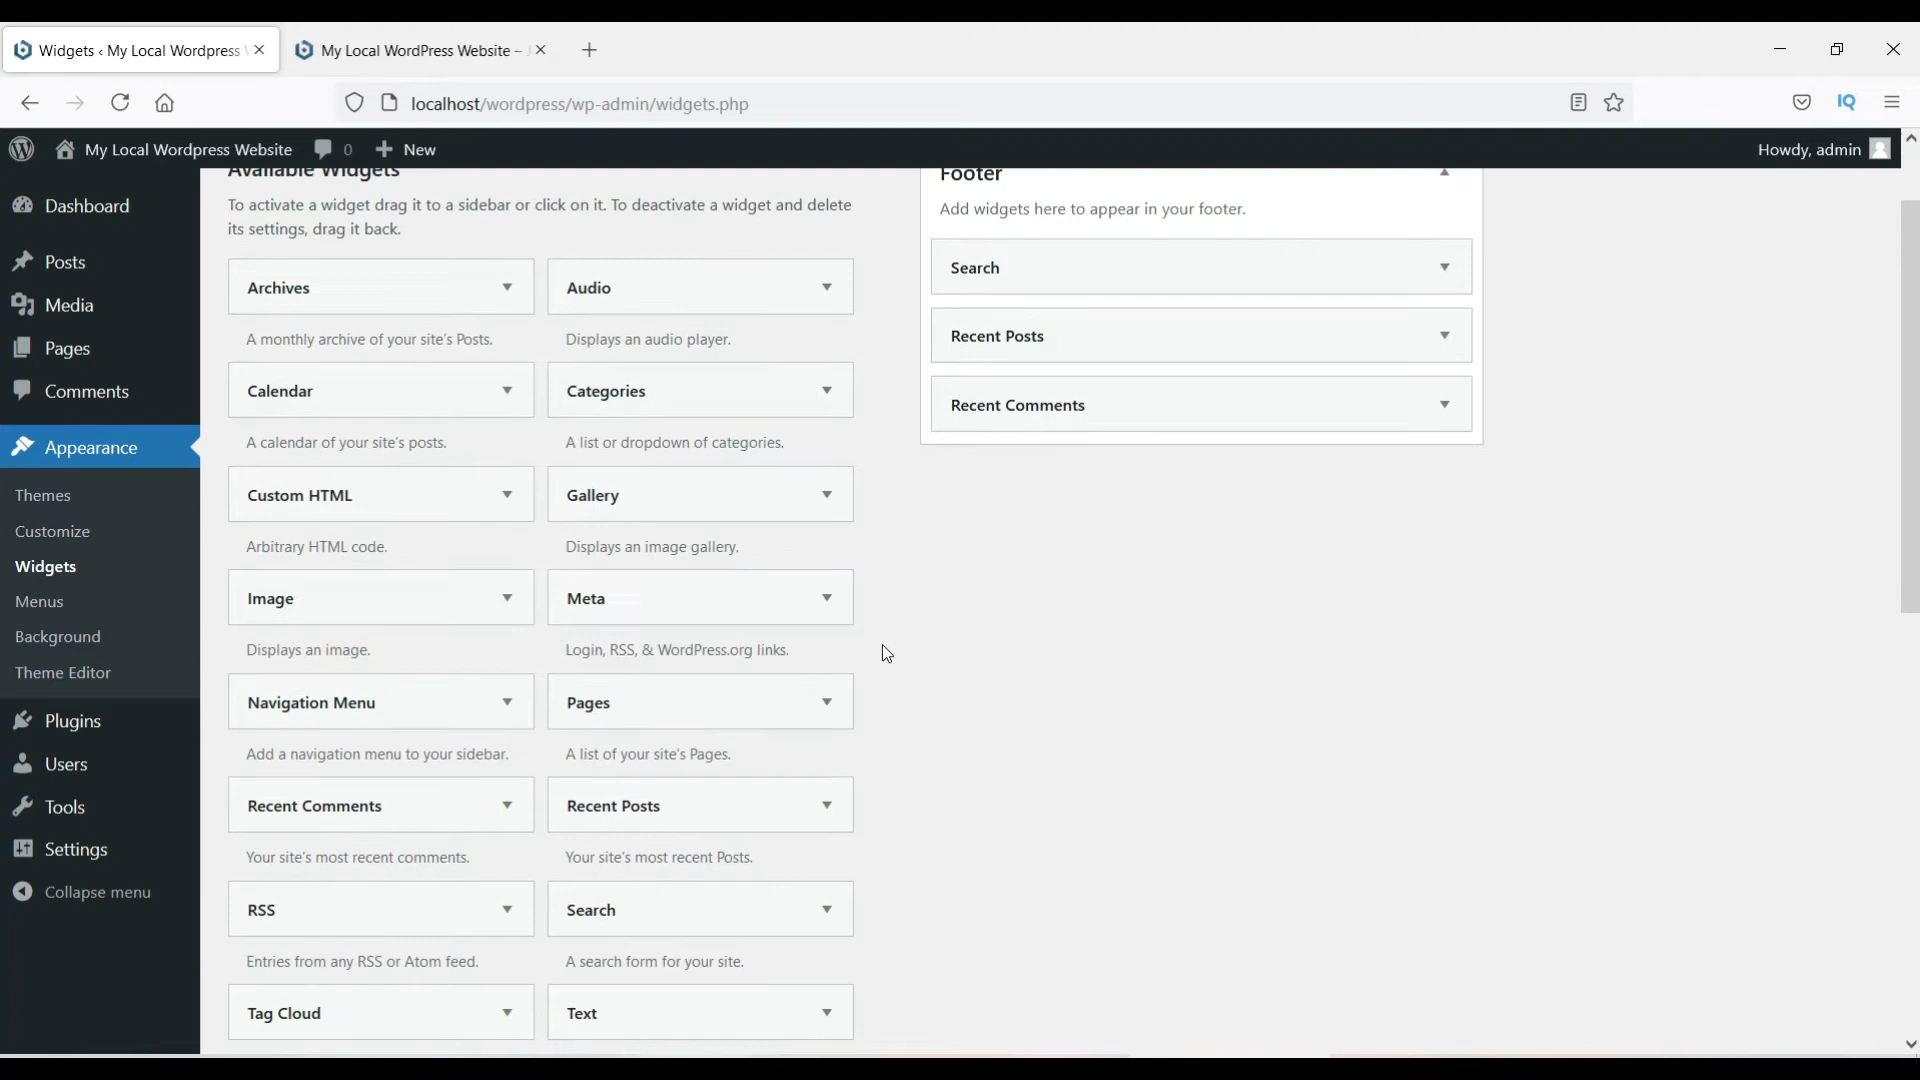 Widgets ‹ My Local Wordpress
My Local WordPress Website –
localhost/wordpress/wp-admin/widgets.php
IQ
My Local Wordpress Website
0
New
Howdy, admin
Dashboard
Posts
Media
Pages
Comments
Appearance
Themes
Customize
Widgets
Menus
Background
Theme Editor
Plugins
Users
Tools
Settings
Collapse menu
Available Widgets
To activate a widget drag it to a sidebar or click on it. To deactivate a widget and delete
its settings, drag it back.
Archives
Audio
A monthly archive of your site's Posts.
Displays an audio player.
Calendar
Categories
A calendar of your site's posts.
A list or dropdown of categories.
Custom HTML
Gallery
Arbitrary HTML code.
Displays an image gallery.
Image
Meta
Displays an image.
Login, RSS, & WordPress.org links.
Navigation Menu
Pages
Add a navigation menu to your sidebar.
A list of your site's Pages.
Recent Comments
Recent Posts
Your site's most recent comments.
Your site's most recent Posts.
RSS
Search
Entries from any RSS or Atom feed.
A search form for your site.
Tag Cloud
Text
Footer
Add widgets here to appear in your footer.
Search
Recent Posts
Recent Comments